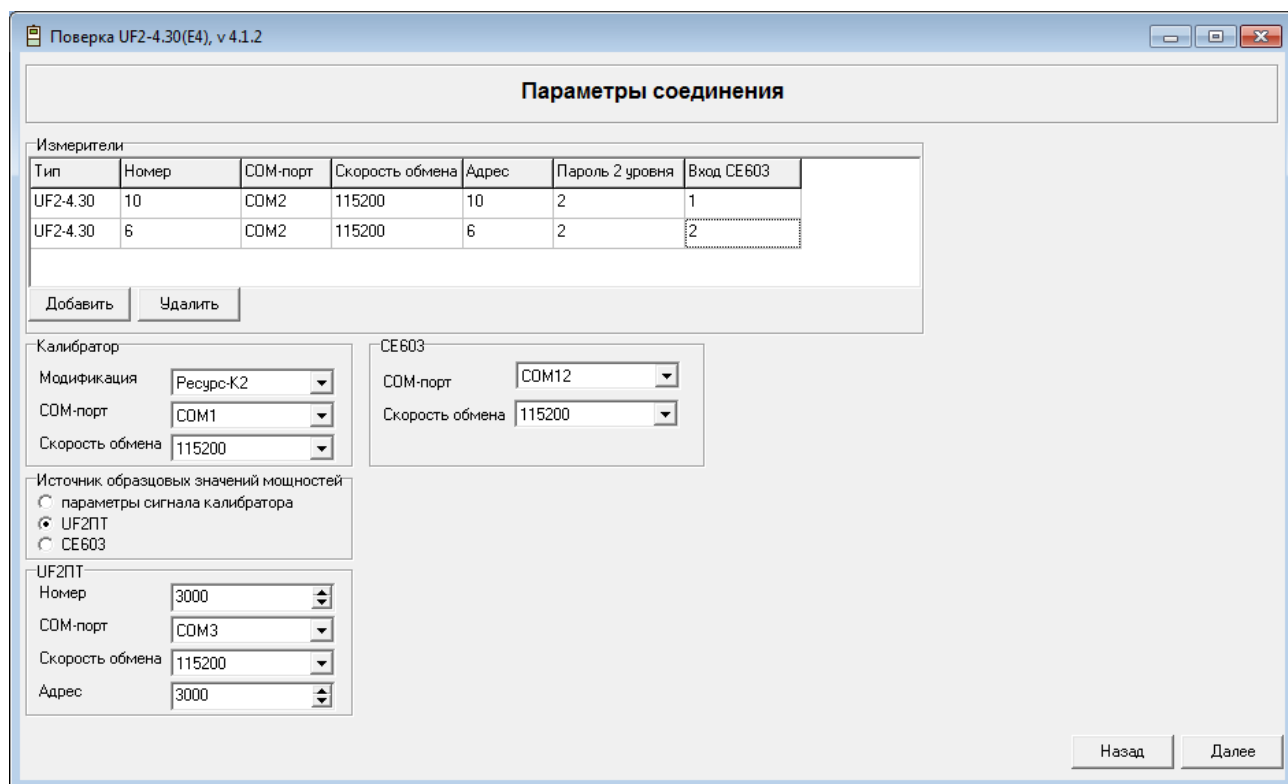 Поверка UF2-4.30(E4), v 4.1.2
Параметры соединения
Измерители
Тип Номер COM-порт Скорость обмена Адрес Пароль 2 уровня Вход CE603
UF2-4.30 10 COM2 115200 10 2 1
UF2-4.30 6 COM2 115200 6 2 2
Добавить Удалить
Калибратор
Модификация Ресурс-К2
COM-порт COM1
Скорость обмена 115200
CE603
COM-порт COM12
Скорость обмена 115200
Источник образцовых значений мощностей
параметры сигнала калибратора
UF2ПТ
CE603
UF2ПТ
Номер 3000
COM-порт COM3
Скорость обмена 115200
Адрес 3000
Назад Далее